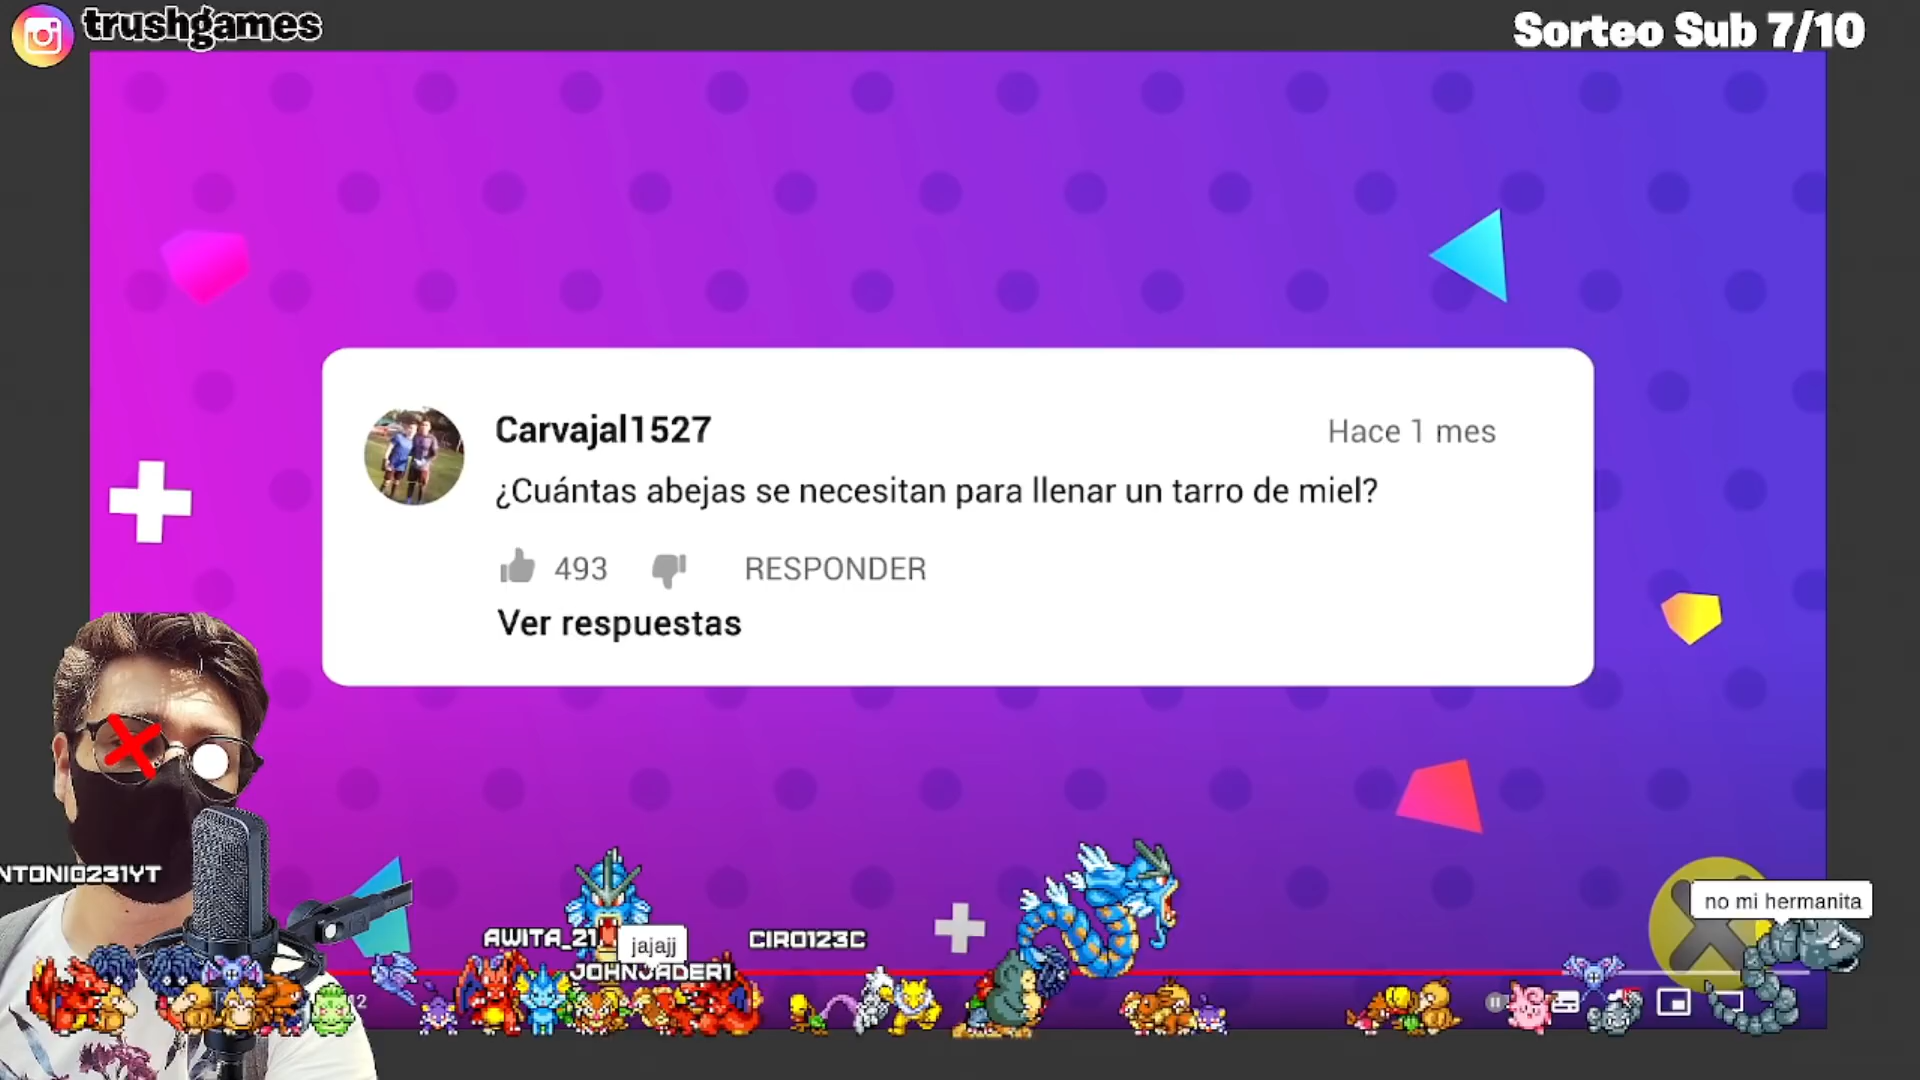 trushgames
Sorteo Sub 7/10
Carvajal1527
Hace 1 mes
¿Cuántas abejas se necesitan para llenar un tarro de miel?
493
RESPONDER
Ver respuestas
NTONIO231YT
no mi hermanita
AWITA_21
jajajj
CIRO123C
JOHNVADER1